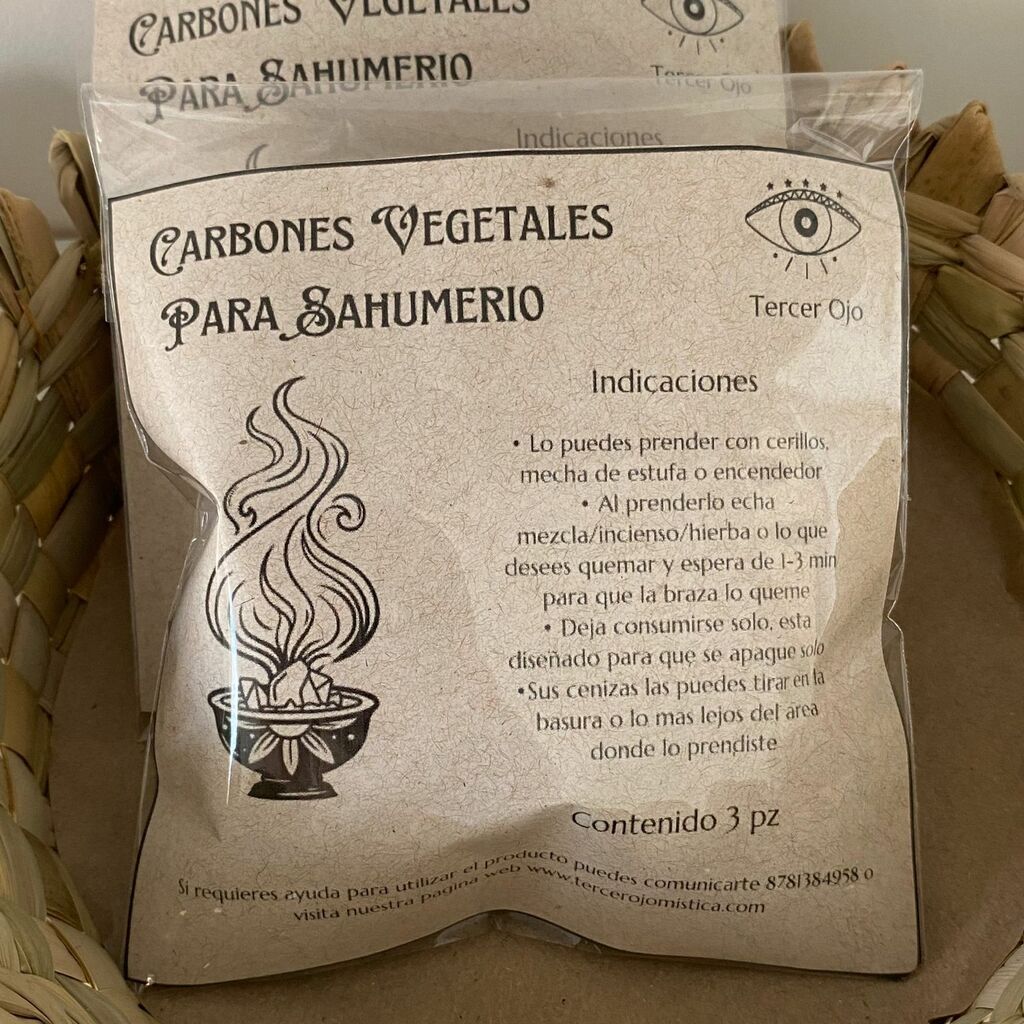 CARBONES VEGETALES
PARA SAHUMERIO
Tercer Ojo
Indicaciones
CARBONES VEGETALES
PARA SAHUMERIO
Tercer Ojo
Indicaciones
• Lo puedes prender con cerillos,
mecha de estufa o encendedor
• Al prenderlo echa
mezcla/incienso/hierba o lo que
desees quemar y espera de 1-3 min
para que la braza lo queme
• Deja consumirse solo, esta
diseñado para que se apague solo
•Sus cenizas las puedes tirar en la
basura o lo mas lejos del area
donde lo prendiste
Contenido 3 pz
Si requieres ayuda para utilizar el producto puedes comunicarte 8781384958 o
visita nuestra pagina web www.tercerojomistica.com